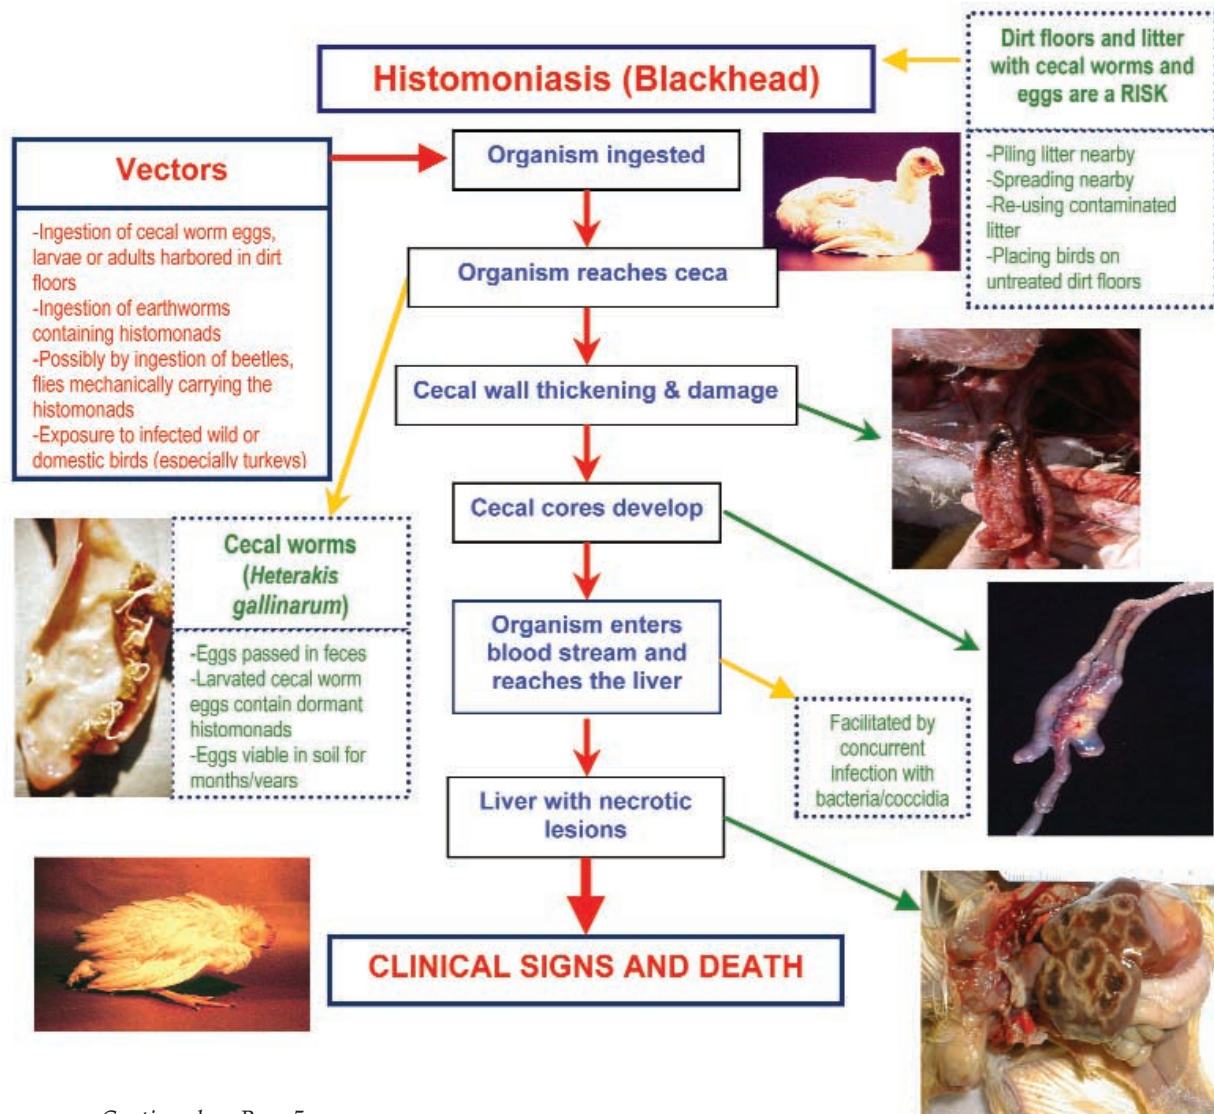 Histomoniasis (Blackhead)
Dirt floors and litter
with cecal worms and
eggs are a RISK
-Piling litter nearby
-Spreading nearby
-Re-using contaminated
litter
-Placing birds on
untreated dirt floors
Vectors
-Ingestion of cecal worm eggs,
larvae or adults harbored in dirt
floors
-Ingestion of earthworms
containing histomonads
-Possibly by ingestion of beetles,
flies mechanically carrying the
histomonads
-Exposure to infected wild or
domestic birds (especially turkeys)
Organism ingested
Organism reaches ceca
Cecal wall thickening & damage
Cecal cores develop
Cecal worms
(Heterakis
gallinarum)
-Eggs passed in feces
-Larvated cecal worm
eggs contain dormant
histomonads
-Eggs viable in soil for
months/years
Organism enters
blood stream and
reaches the liver
Facilitated by
concurrent
infection with
bacteria/coccidia
Liver with necrotic
lesions
CLINICAL SIGNS AND DEATH